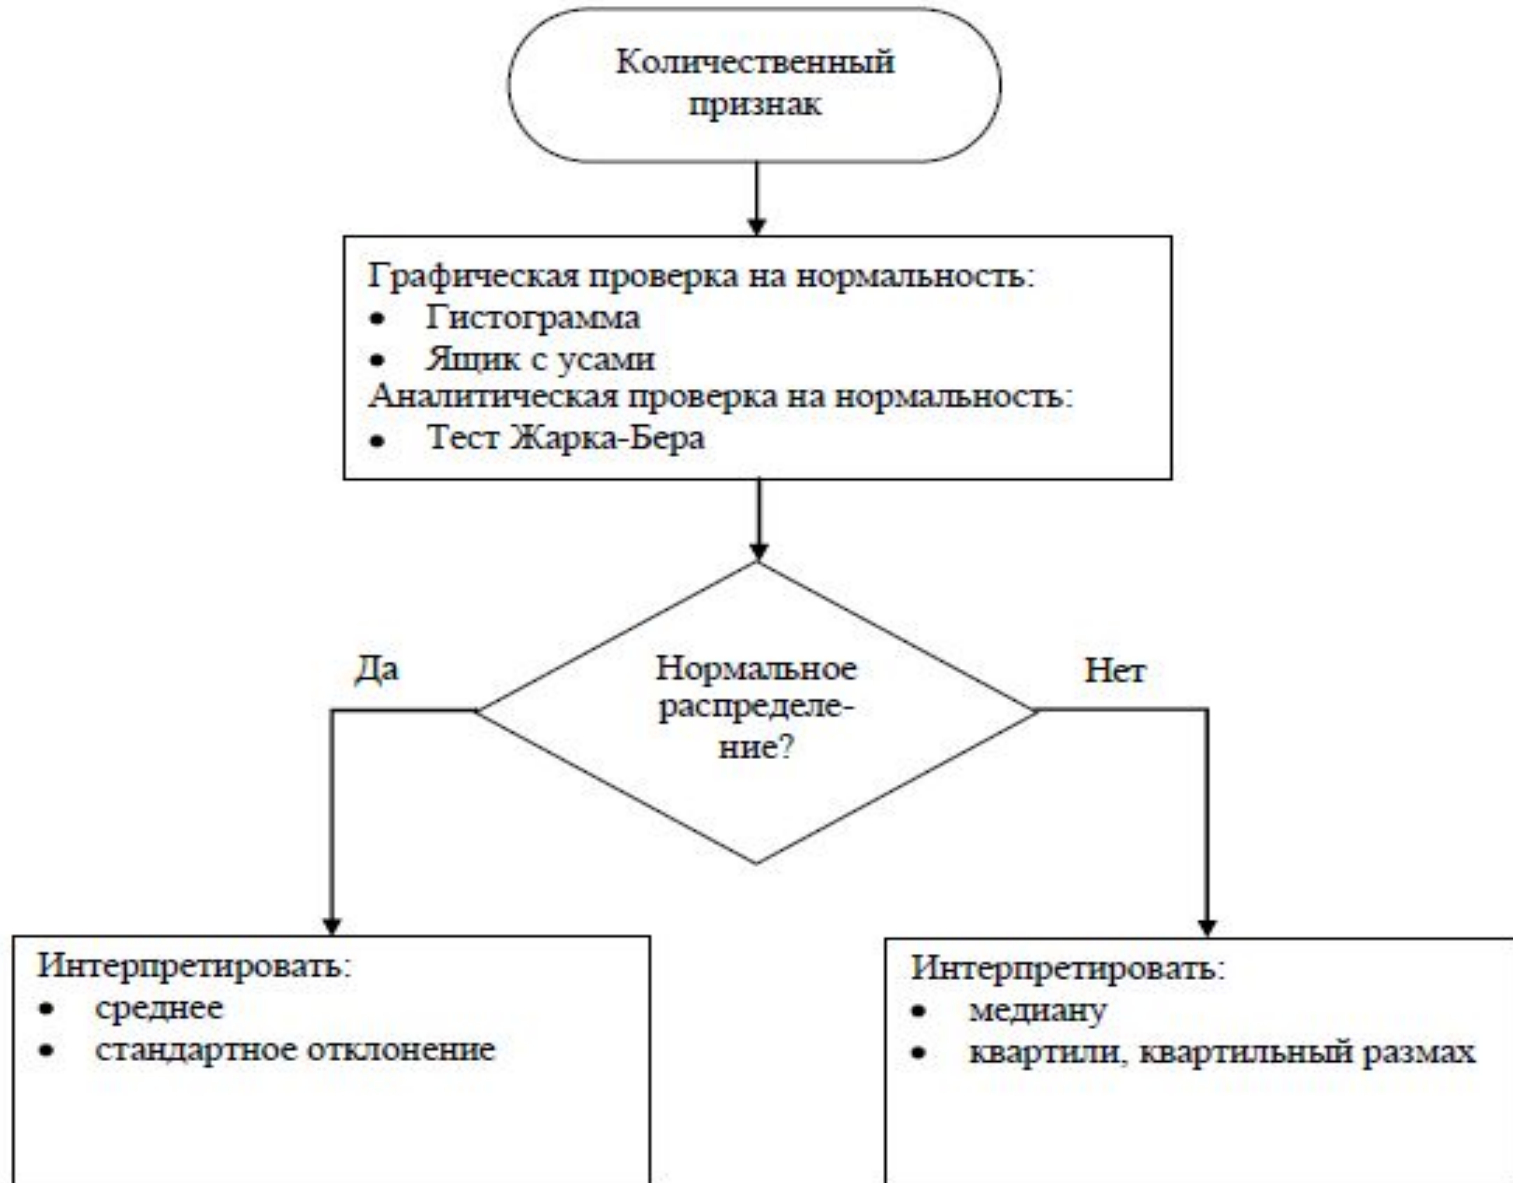 Количественный
признак
Графическая проверка на нормальность:
• Гистограмма
• Ящик с усами
Аналитическая проверка на нормальность:
• Тест Жарка-Бера
Да
Нормальное
распределе-
ние?
Нет
Интерпретировать:
• среднее
• стандартное отклонение
Интерпретировать:
• медиану
• квартили, квартильный размах